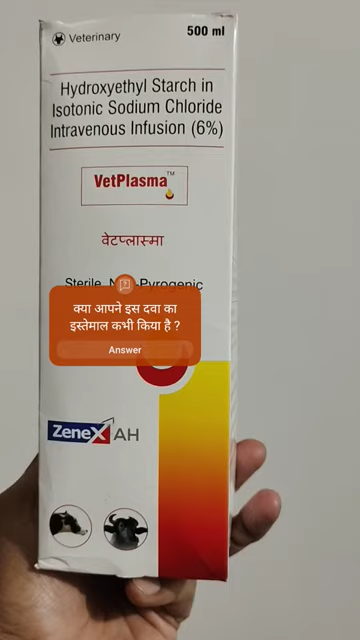 Veterinary
500 ml
Hydroxyethyl Starch in
Isotonic Sodium Chloride
Intravenous Infusion (6%)
VetPlasma™
वेटप्लास्मा
Sterile, Pyrogenic
क्या आपने इस दवा का
इस्तेमाल कभी किया है ?
Answer
Zenex AH